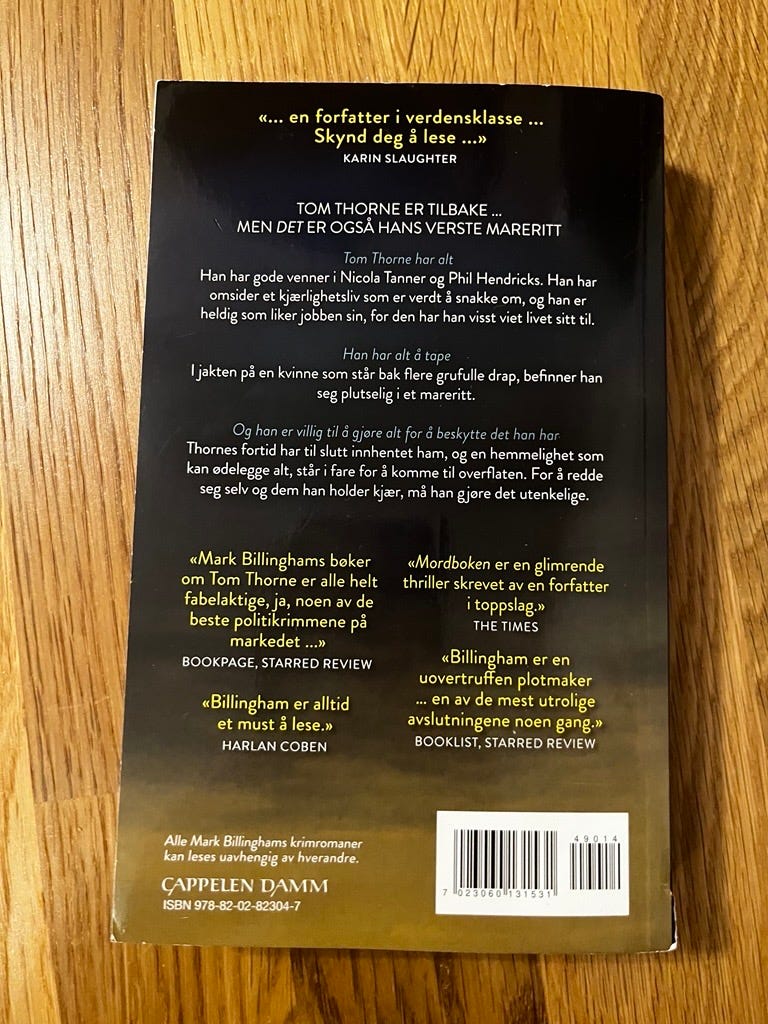 «... en forfatter i verdensklasse ...
Skynd deg å lese ...»
KARIN SLAUGHTER
TOM THORNE ER TILBAKE ...
MEN DET ER OGSÅ HANS VERSTE MARERITT
Tom Thorne har alt
Han har gode venner i Nicola Tanner og Phil Hendricks. Han har
omsider et kjærlighetsliv som er verdt å snakke om, og han er
heldig som liker jobben sin, for den har han visst viet livet sitt til.
Han har alt å tape
I jakten på en kvinne som står bak flere grufulle drap, befinner han
seg plutselig i et mareritt.
Og han er villig til å gjøre alt for å beskytte det han har
Thornes fortid har til slutt innhentet ham, og en hemmelighet som
kan ødelegge alt, står i fare for å komme til overflaten. For å redde
seg selv og dem han holder kjær, må han gjøre det utenkelige.
«Mark Billinghams bøker
om Tom Thorne er alle helt
fabelaktige, ja, noen av de
beste politikrimmene på
markedet ...»
BOOKPAGE, STARRED REVIEW
«Billingham er alltid
et must å lese.»
HARLAN COBEN
«Mordboken er en glimrende
thriller skrevet av en forfatter
i toppslag.»
THE TIMES
«Billingham er en
uovertruffen plotmaker
... en av de mest utrolige
avslutningene noen gang.»
BOOKLIST, STARRED REVIEW
Alle Mark Billinghams krimromaner
kan leses uavhengig av hverandre.
CAPPELEN DAMM
ISBN 978-82-02-82304-7
49014
7 023060 131531